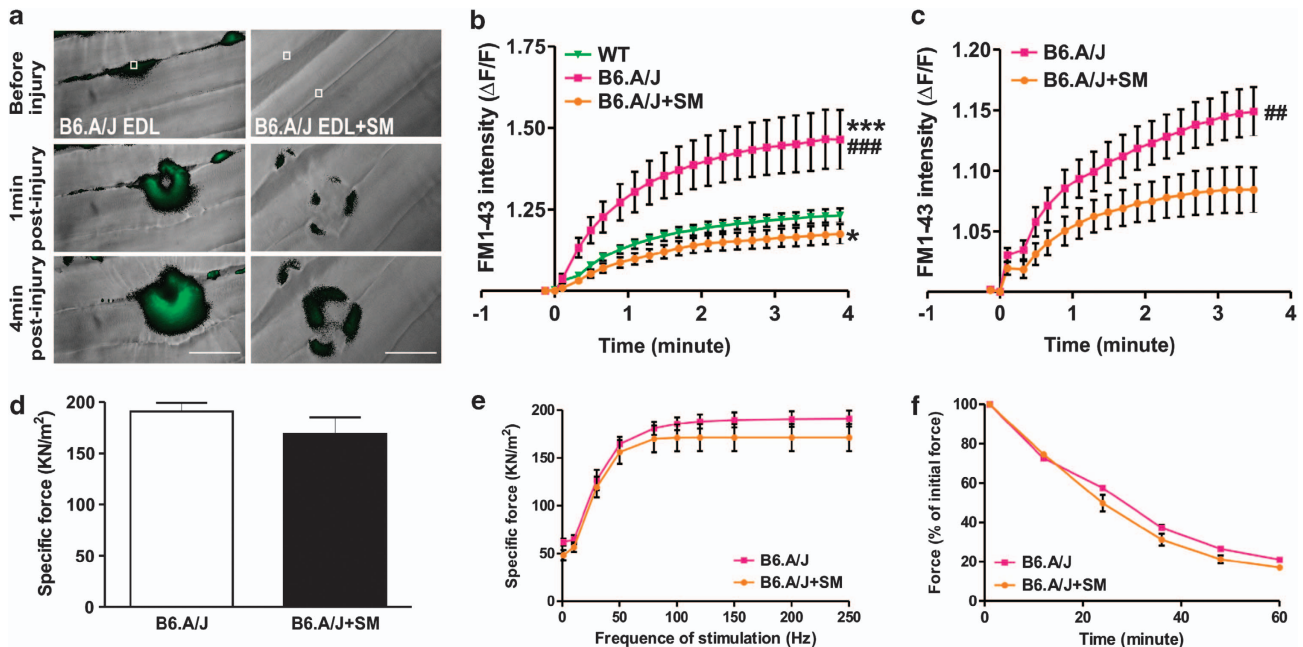 a
Before injury
B6.A/J EDL
B6.A/J EDL+SM
1min post-injury
4min post-injury
b
FM1-43 intensity (ΔF/F)
1.75
1.50
1.25
WT
B6.A/J
B6.A/J+SM
***
###
*
-1 0 1 2 3 4
Time (minute)
c
FM1-43 intensity (ΔF/F)
1.20
1.15
1.10
1.05
B6.A/J
B6.A/J+SM
##
-1 0 1 2 3 4
Time (minute)
d
Specific force (KN/m²)
200
150
100
50
0
B6.A/J
B6.A/J+SM
e
Specific force (KN/m²)
200
150
100
50
0
B6.A/J
B6.A/J+SM
0 50 100 150 200 250
Frequence of stimulation (Hz)
f
Force (% of initial force)
100
80
60
40
20
0
B6.A/J
B6.A/J+SM
0 20 40 60
Time (minute)